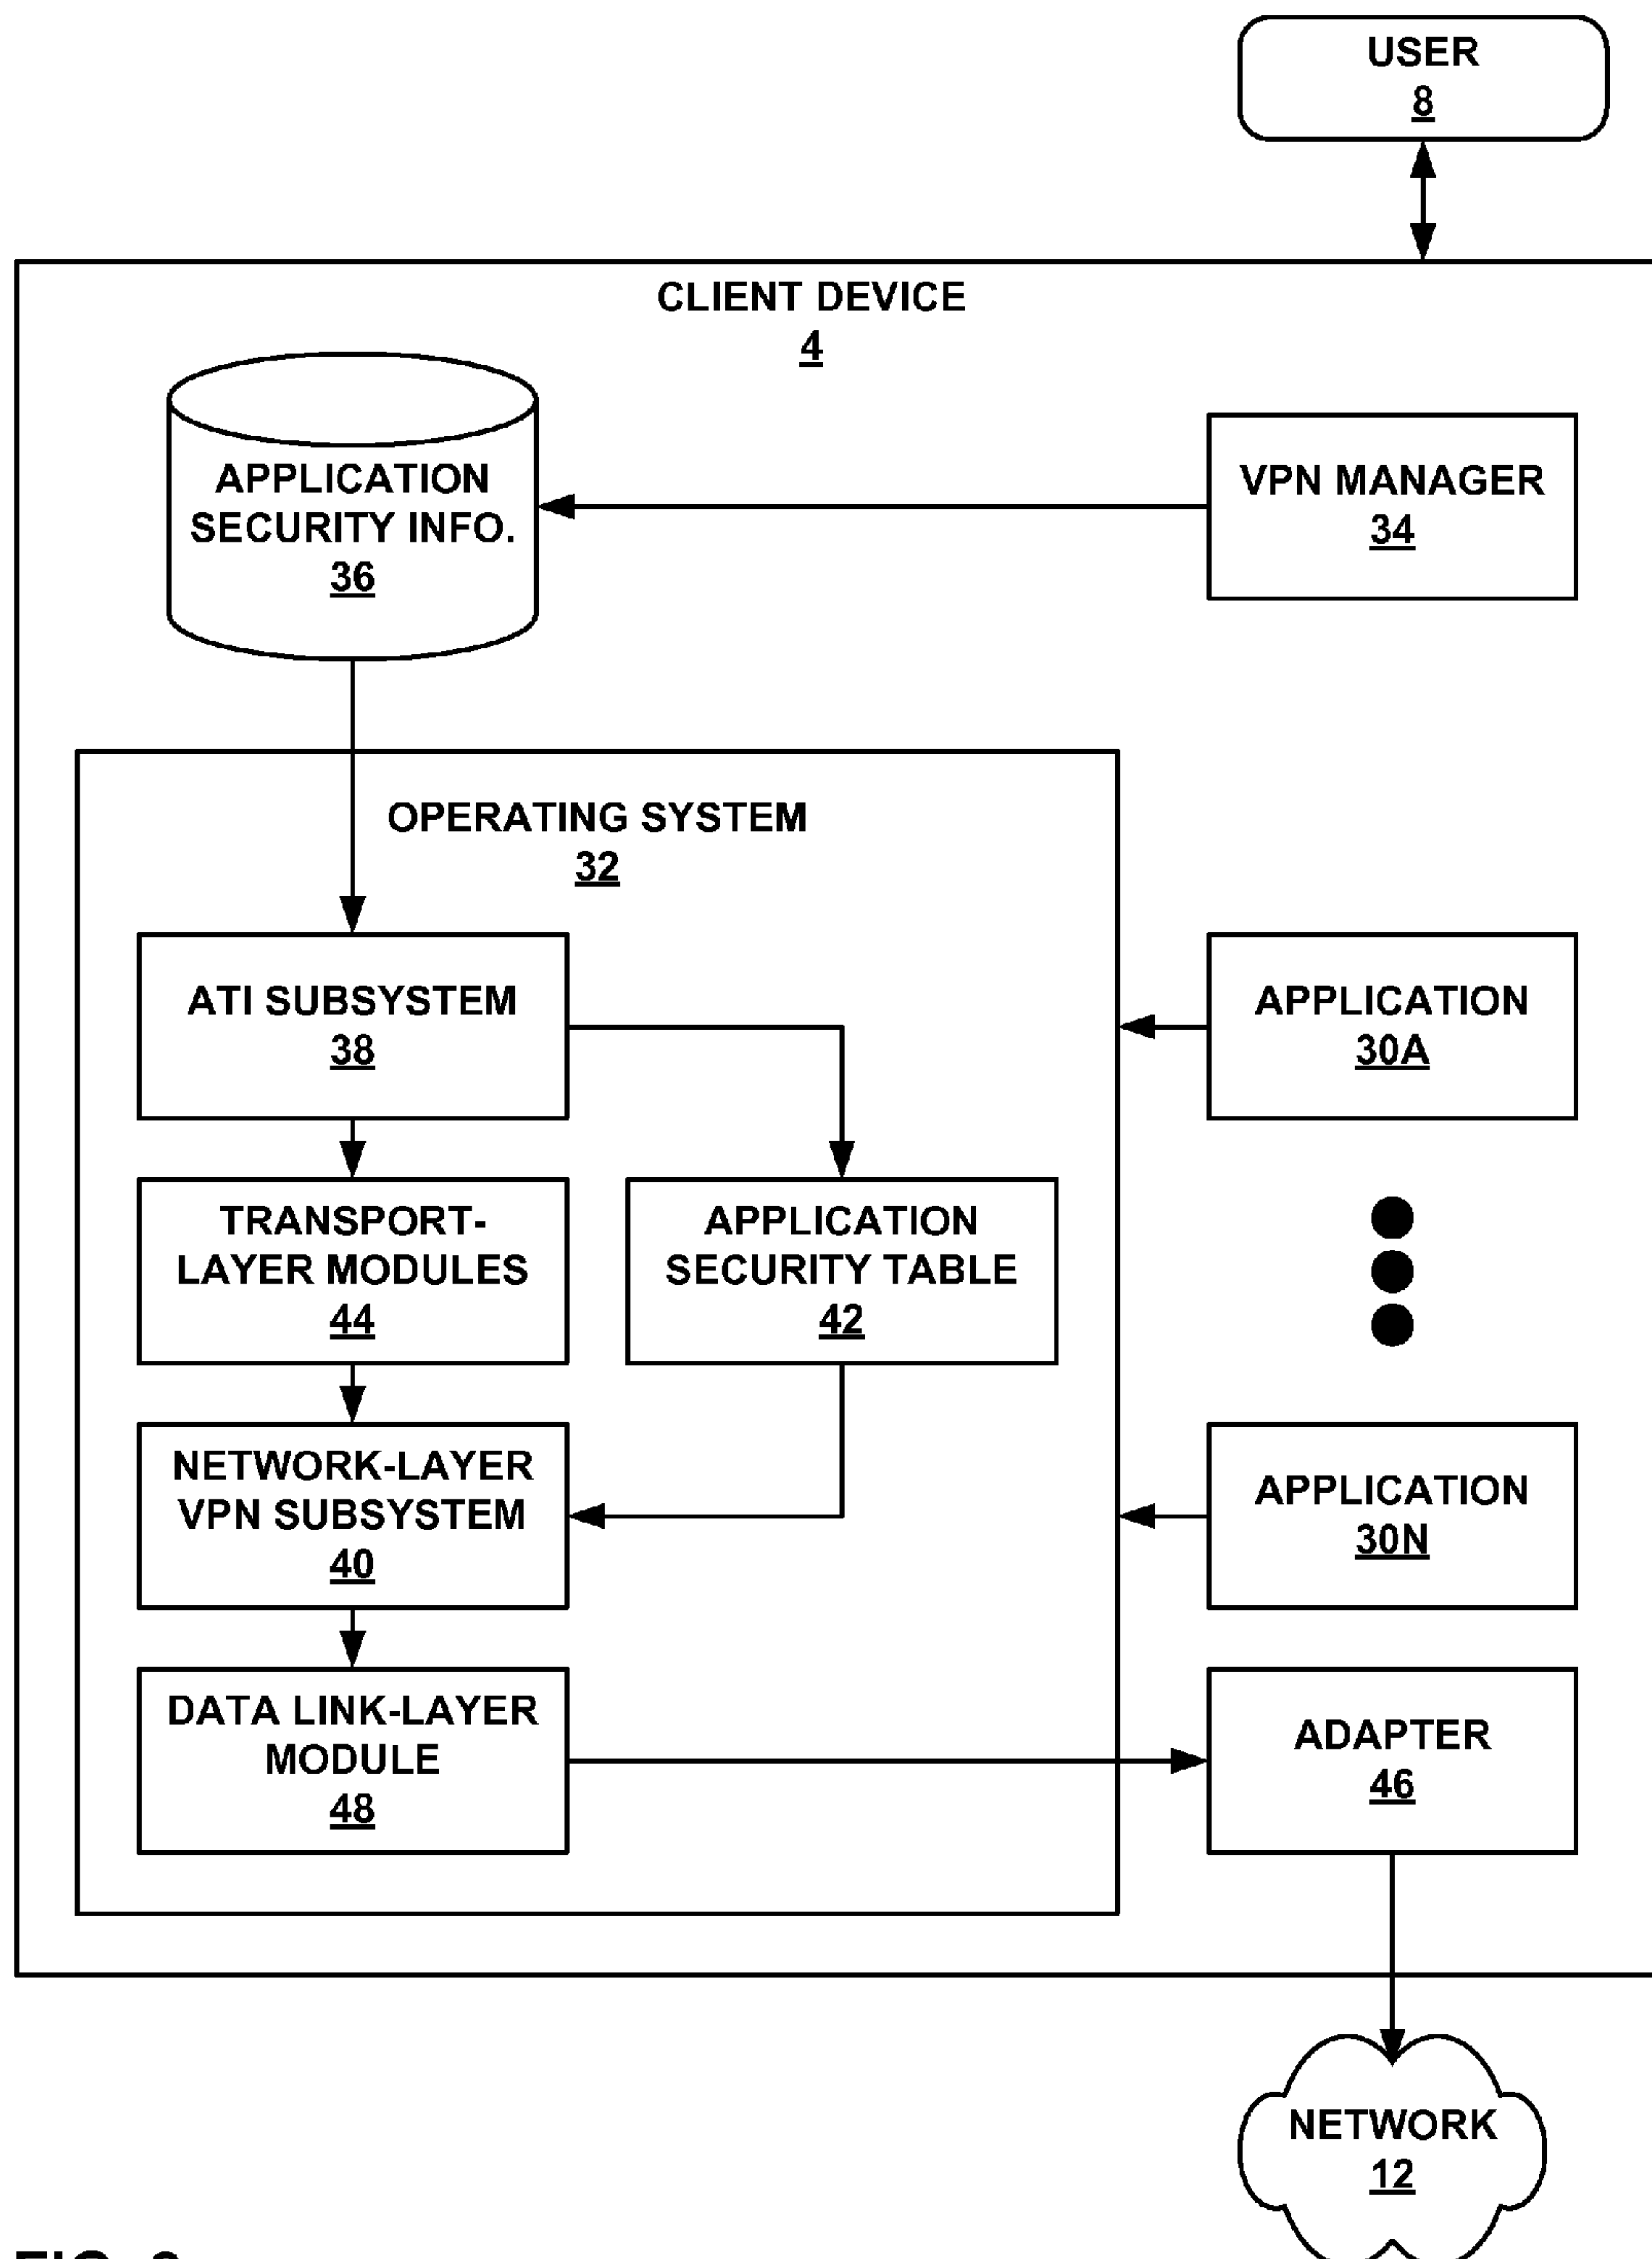 USER
8
CLIENT DEVICE
4
APPLICATION
SECURITY INFO.
36
VPN MANAGER
34
OPERATING SYSTEM
32
ATI SUBSYSTEM
38
APPLICATION
30A
TRANSPORT-
LAYER MODULES
44
APPLICATION
SECURITY TABLE
42
NETWORK-LAYER
VPN SUBSYSTEM
40
APPLICATION
30N
DATA LINK-LAYER
MODULE
48
ADAPTER
46
NETWORK
12